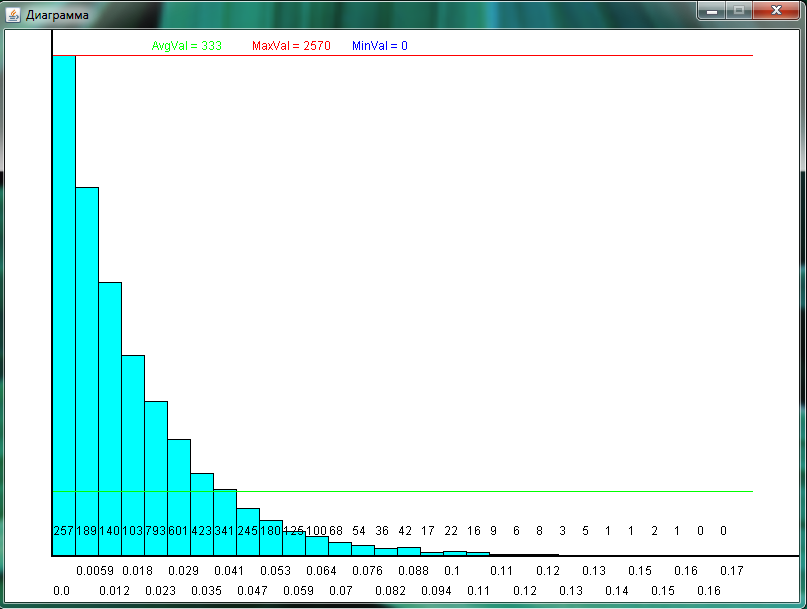 Диаграмма
AvgVal = 333 MaxVal = 2570 MinVal = 0
257 189 140 103 793 601 423 341 245 180 125 100 68 54 36 42 17 22 16 9 6 8 3 5 1 1 2 1 0 0
0.0059 0.018 0.029 0.041 0.053 0.064 0.076 0.088 0.1 0.11 0.12 0.13 0.15 0.16 0.17
0.0 0.012 0.023 0.035 0.047 0.059 0.07 0.082 0.094 0.11 0.12 0.13 0.14 0.15 0.16